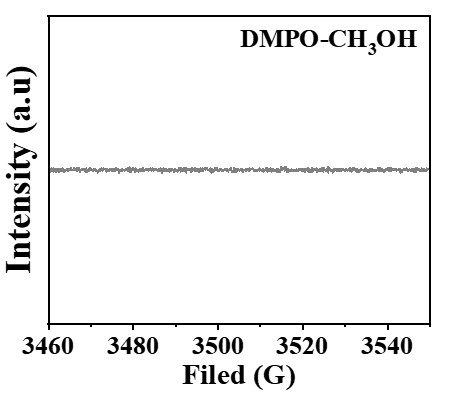 DMPO-CH₃OH
Intensity (a.u)
3460 3480 3500 3520 3540
Filed (G)